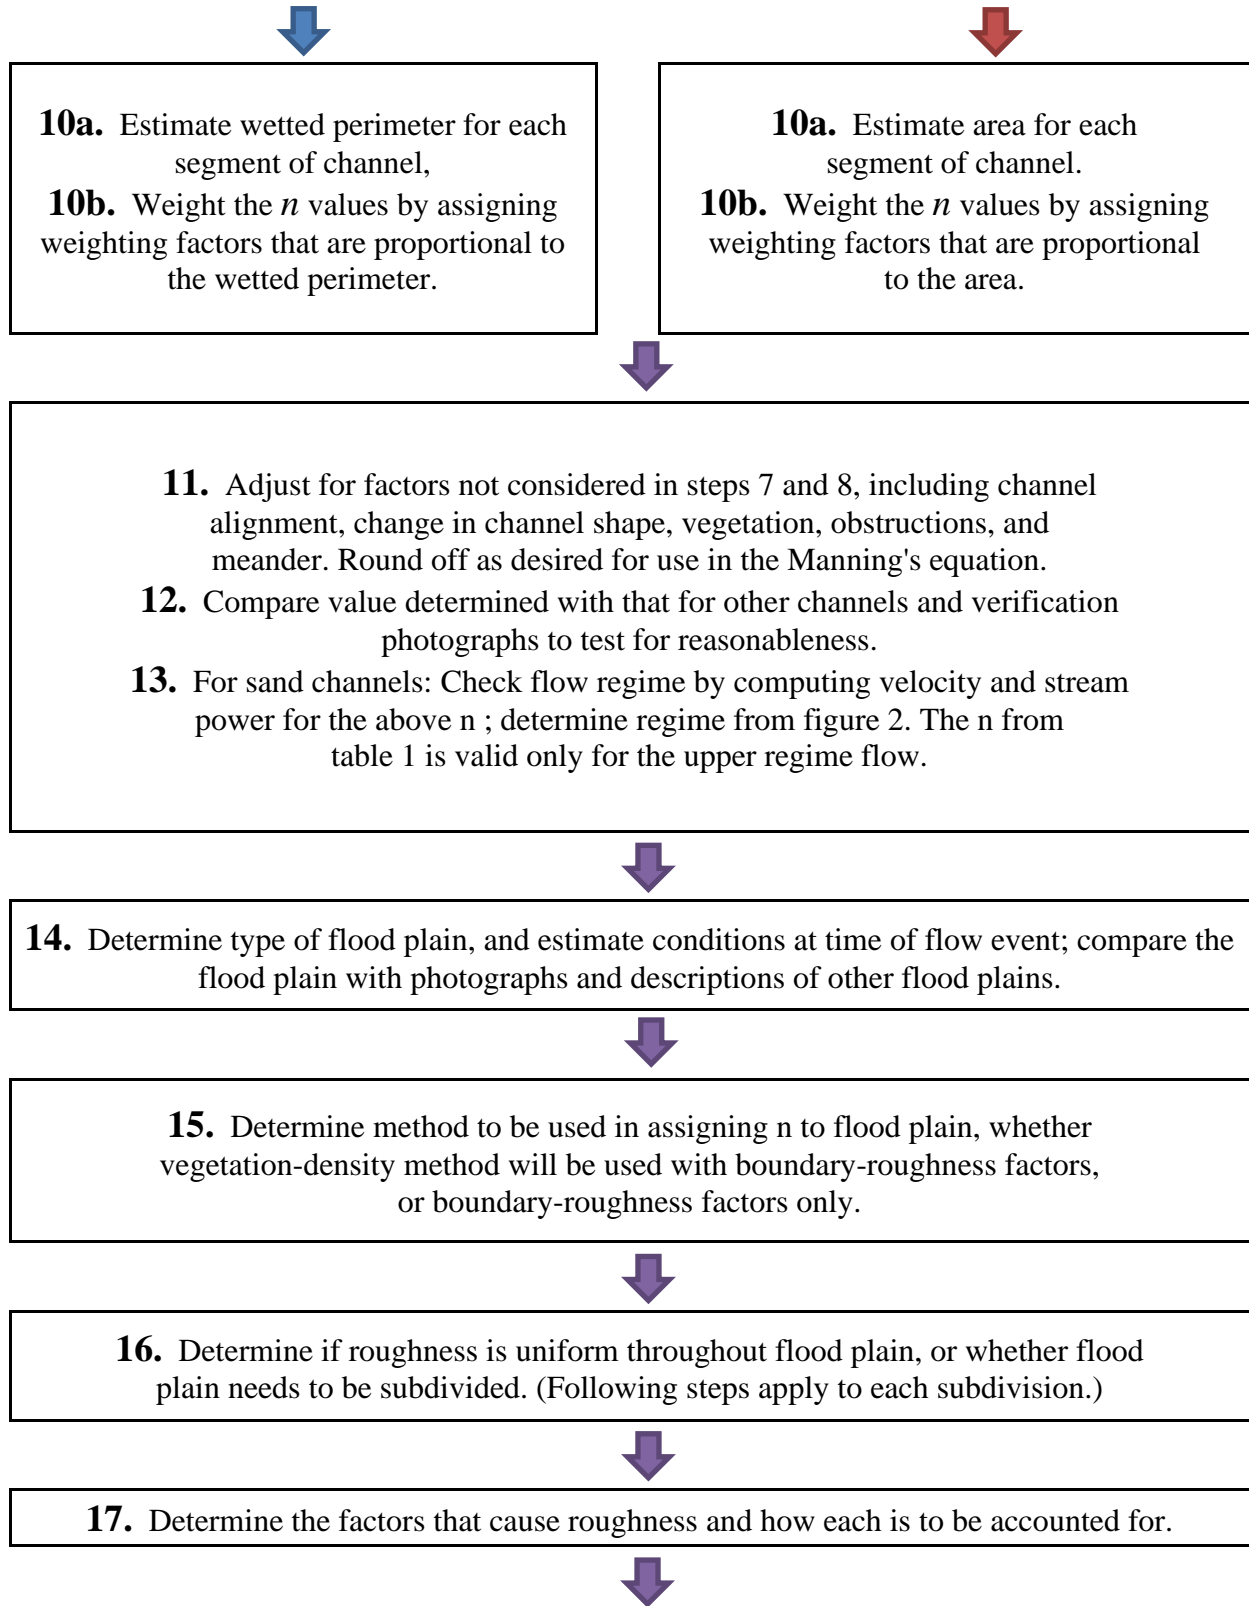 10a. Estimate wetted perimeter for each
segment of channel,
10b. Weight the n values by assigning
weighting factors that are proportional to
the wetted perimeter.
10a. Estimate area for each
segment of channel.
10b. Weight the n values by assigning
weighting factors that are proportional
to the area.
11. Adjust for factors not considered in steps 7 and 8, including channel
alignment, change in channel shape, vegetation, obstructions, and
meander. Round off as desired for use in the Manning's equation.
12. Compare value determined with that for other channels and verification
photographs to test for reasonableness.
13. For sand channels: Check flow regime by computing velocity and stream
power for the above n ; determine regime from figure 2. The n from
table 1 is valid only for the upper regime flow.
14. Determine type of flood plain, and estimate conditions at time of flow event; compare the
flood plain with photographs and descriptions of other flood plains.
15. Determine method to be used in assigning n to flood plain, whether
vegetation-density method will be used with boundary-roughness factors,
or boundary-roughness factors only.
16. Determine if roughness is uniform throughout flood plain, or whether flood
plain needs to be subdivided. (Following steps apply to each subdivision.)
17. Determine the factors that cause roughness and how each is to be accounted for.